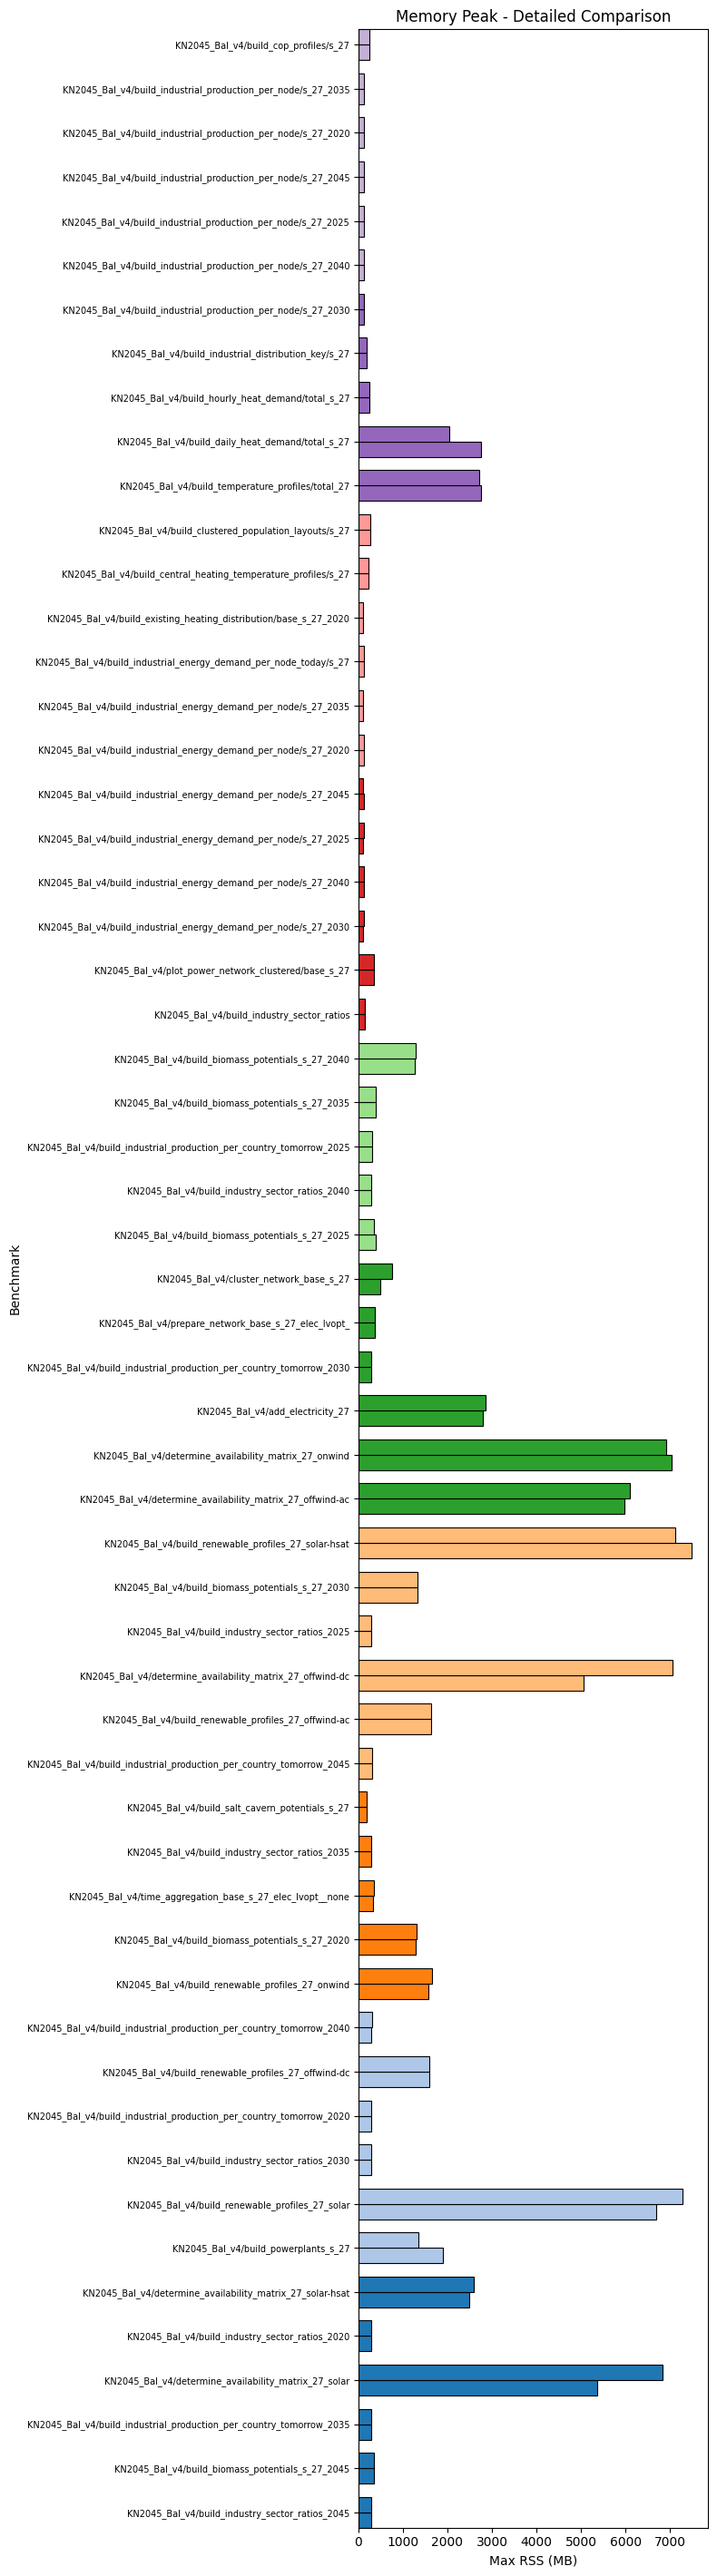 Memory Peak - Detailed Comparison
KN2045_Bal_v4/build_cop_profiles/s_27
KN2045_Bal_v4/build_industrial_production_per_node/s_27_2035
KN2045_Bal_v4/build_industrial_production_per_node/s_27_2020
KN2045_Bal_v4/build_industrial_production_per_node/s_27_2045
KN2045_Bal_v4/build_industrial_production_per_node/s_27_2025
KN2045_Bal_v4/build_industrial_production_per_node/s_27_2040
KN2045_Bal_v4/build_industrial_production_per_node/s_27_2030
KN2045_Bal_v4/build_industrial_distribution_key/s_27
KN2045_Bal_v4/build_hourly_heat_demand/total_s_27
KN2045_Bal_v4/build_daily_heat_demand/total_s_27
KN2045_Bal_v4/build_temperature_profiles/total_27
KN2045_Bal_v4/build_clustered_population_layouts/s_27
KN2045_Bal_v4/build_central_heating_temperature_profiles/s_27
KN2045_Bal_v4/build_existing_heating_distribution/base_s_27_2020
KN2045_Bal_v4/build_industrial_energy_demand_per_node_today/s_27
KN2045_Bal_v4/build_industrial_energy_demand_per_node/s_27_2035
KN2045_Bal_v4/build_industrial_energy_demand_per_node/s_27_2020
KN2045_Bal_v4/build_industrial_energy_demand_per_node/s_27_2045
KN2045_Bal_v4/build_industrial_energy_demand_per_node/s_27_2025
KN2045_Bal_v4/build_industrial_energy_demand_per_node/s_27_2040
KN2045_Bal_v4/build_industrial_energy_demand_per_node/s_27_2030
KN2045_Bal_v4/plot_power_network_clustered/base_s_27
KN2045_Bal_v4/build_industry_sector_ratios
KN2045_Bal_v4/build_biomass_potentials_s_27_2040
KN2045_Bal_v4/build_biomass_potentials_s_27_2035
KN2045_Bal_v4/build_industrial_production_per_country_tomorrow_2025
KN2045_Bal_v4/build_industry_sector_ratios_2040
KN2045_Bal_v4/build_biomass_potentials_s_27_2025
KN2045_Bal_v4/cluster_network_base_s_27
KN2045_Bal_v4/prepare_network_base_s_27_elec_lvopt_
KN2045_Bal_v4/build_industrial_production_per_country_tomorrow_2030
KN2045_Bal_v4/add_electricity_27
KN2045_Bal_v4/determine_availability_matrix_27_onwind
KN2045_Bal_v4/determine_availability_matrix_27_offwind-ac
KN2045_Bal_v4/build_renewable_profiles_27_solar-hsat
KN2045_Bal_v4/build_biomass_potentials_s_27_2030
KN2045_Bal_v4/build_industry_sector_ratios_2025
KN2045_Bal_v4/determine_availability_matrix_27_offwind-dc
KN2045_Bal_v4/build_renewable_profiles_27_offwind-ac
KN2045_Bal_v4/build_industrial_production_per_country_tomorrow_2045
KN2045_Bal_v4/build_salt_cavern_potentials_s_27
KN2045_Bal_v4/build_industry_sector_ratios_2035
KN2045_Bal_v4/time_aggregation_base_s_27_elec_lvopt__none
KN2045_Bal_v4/build_biomass_potentials_s_27_2020
KN2045_Bal_v4/build_renewable_profiles_27_onwind
KN2045_Bal_v4/build_industrial_production_per_country_tomorrow_2040
KN2045_Bal_v4/build_renewable_profiles_27_offwind-dc
KN2045_Bal_v4/build_industrial_production_per_country_tomorrow_2020
KN2045_Bal_v4/build_industry_sector_ratios_2030
KN2045_Bal_v4/build_renewable_profiles_27_solar
KN2045_Bal_v4/build_powerplants_s_27
KN2045_Bal_v4/determine_availability_matrix_27_solar-hsat
KN2045_Bal_v4/build_industry_sector_ratios_2020
KN2045_Bal_v4/determine_availability_matrix_27_solar
KN2045_Bal_v4/build_industrial_production_per_country_tomorrow_2035
KN2045_Bal_v4/build_biomass_potentials_s_27_2045
KN2045_Bal_v4/build_industry_sector_ratios_2045
Benchmark
0 1000 2000 3000 4000 5000 6000 7000
Max RSS (MB)